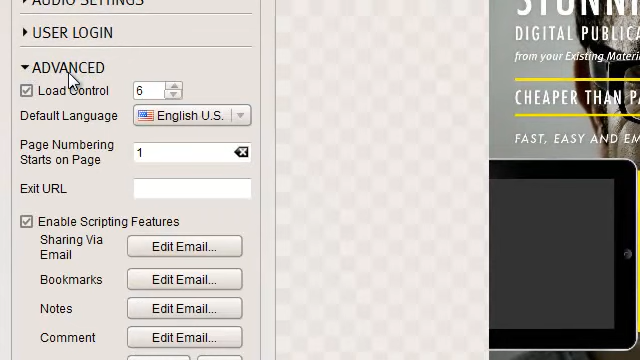 AUDIO SETTINGS
USER LOGIN
ADVANCED
Load Control 6
Default Language English U.S.
Page Numbering
Starts on Page 1
Exit URL
Enable Scripting Features
Sharing Via
Email Edit Email...
Bookmarks Edit Email...
Notes Edit Email...
Comment Edit Email...
DIGITAL PUBLICA
from your Existing Materia
CHEAPER THAN PA
FAST, EASY AND EM